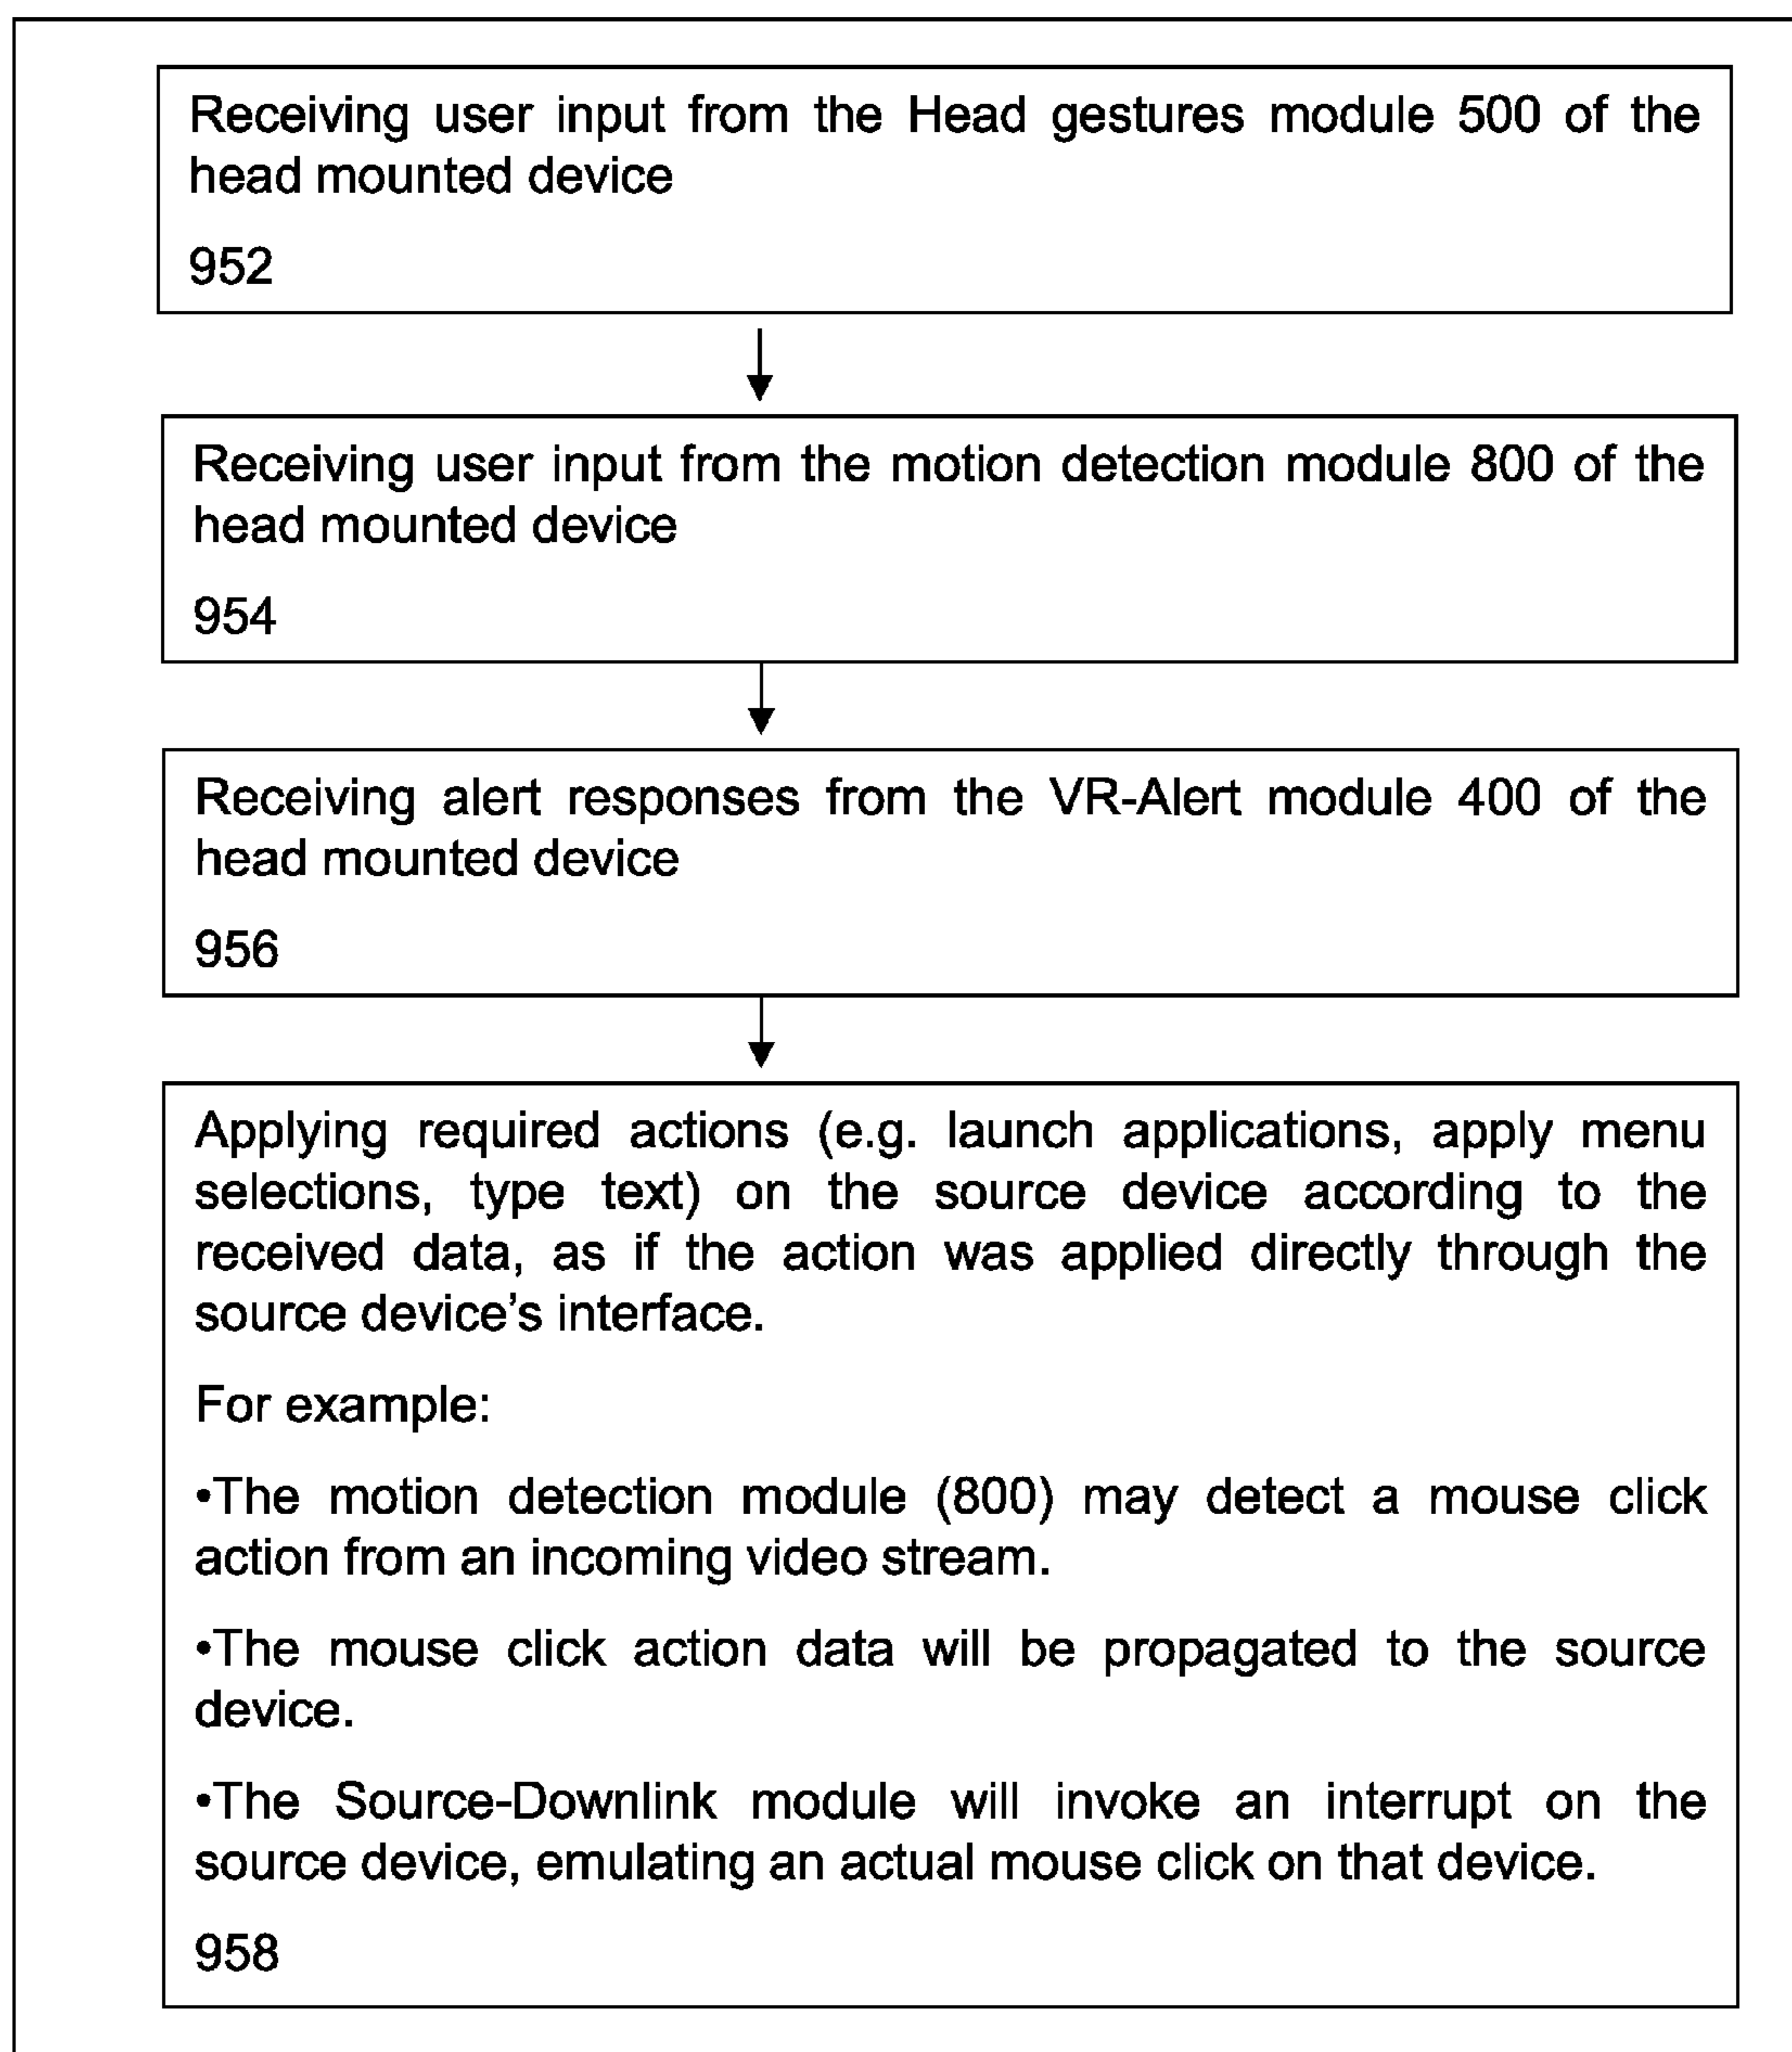 Receiving user input from the Head gestures module 500 of the
head mounted device
952
Receiving user input from the motion detection module 800 of the
head mounted device
954
Receiving alert responses from the VR-Alert module 400 of the
head mounted device
956
Applying required actions (e.g. launch applications, apply menu
selections, type text) on the source device according to the
received data, as if the action was applied directly through the
source device’s interface.
For example:
•The motion detection module (800) may detect a mouse click
action from an incoming video stream.
•The mouse click action data will be propagated to the source
device.
•The Source-Downlink module will invoke an interrupt on the
source device, emulating an actual mouse click on that device.
958